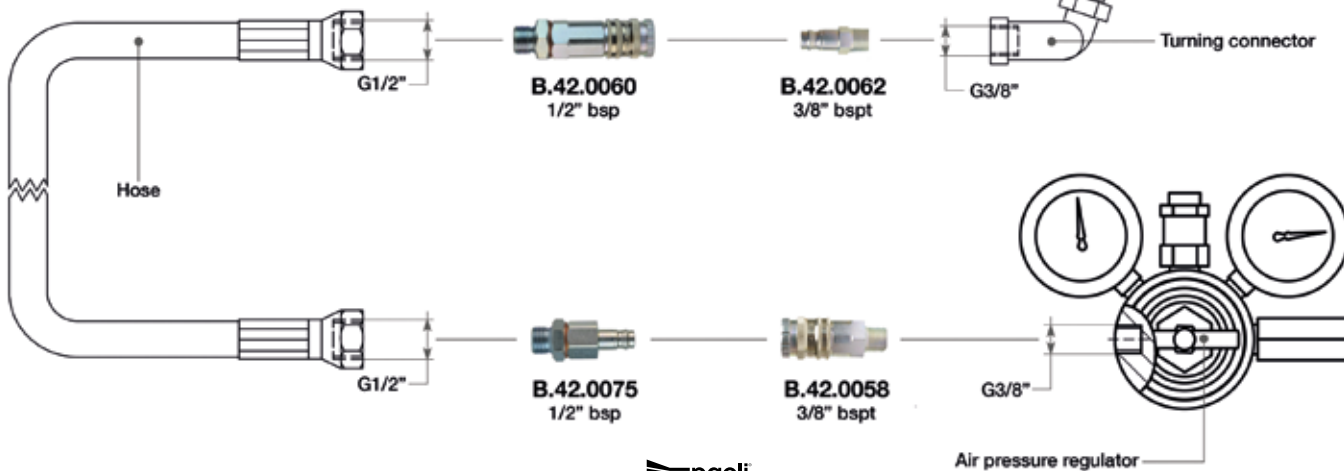 G1/2"
B.42.0060
1/2" bsp
B.42.0062
3/8" bspt
G3/8"
Turning connector
Hose
G1/2"
B.42.0075
1/2" bsp
B.42.0058
3/8" bspt
G3/8"
Air pressure regulator
paoli